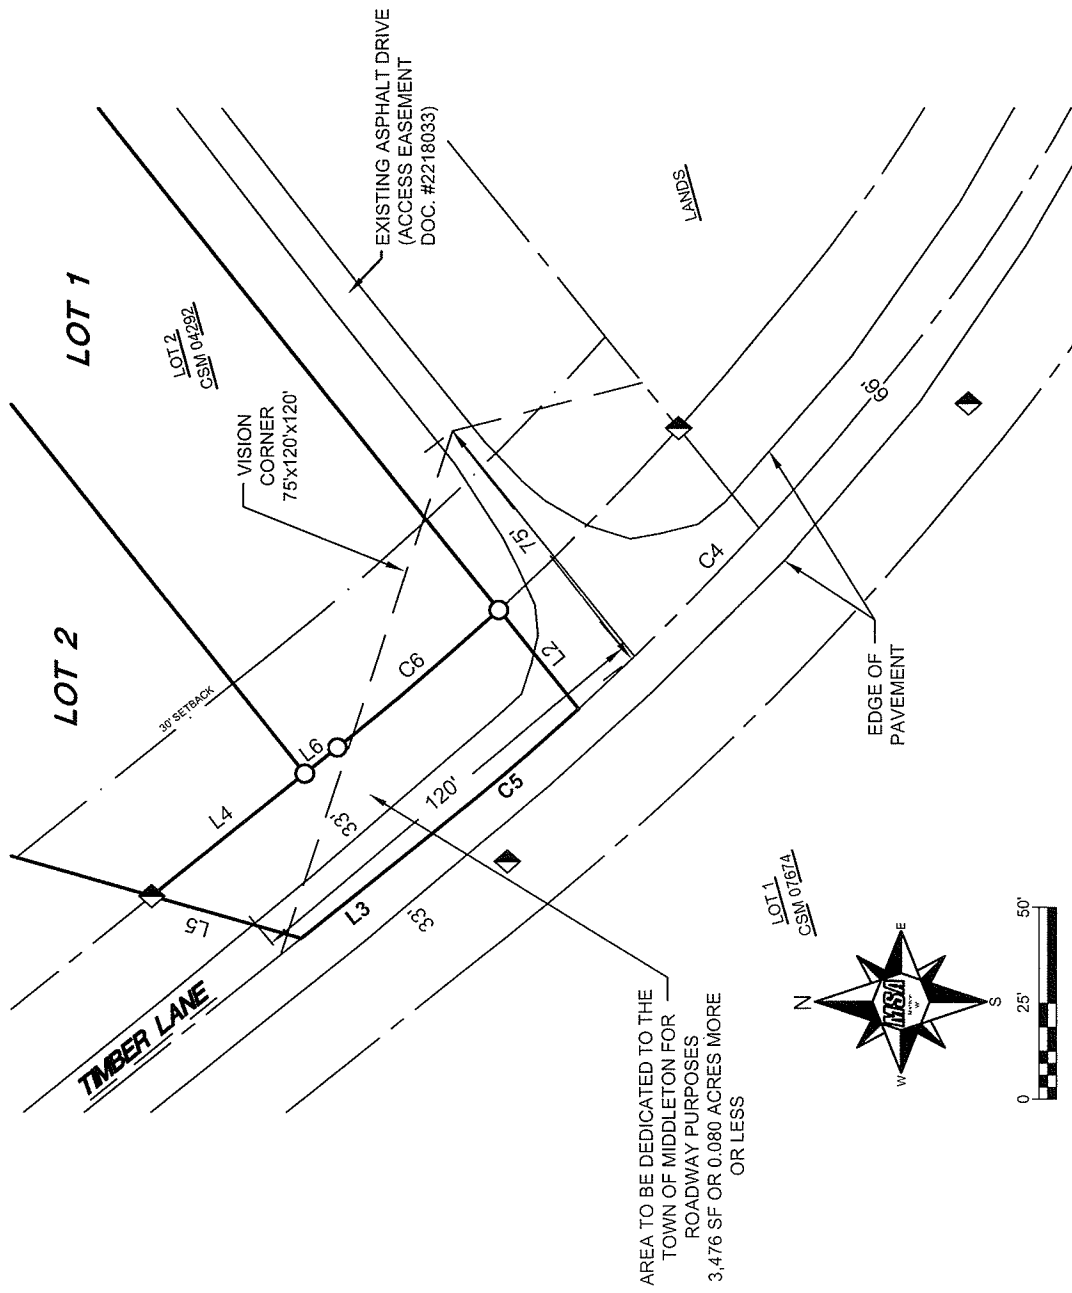 EXISTING ASPHALT DRIVE
(ACCESS EASEMENT
DOC. #2218033)
LOT 1
LOT 2
CSM 04292
LANDS
VISION
CORNER
75'x120'x120'
LOT 2
30' SETBACK
66'
75'
C4
L2
C6
L6
L4
120'
C5
33'
L5
L3
33'
EDGE OF
PAVEMENT
TIMBER LANE
LOT 1
CSM 07674
AREA TO BE DEDICATED TO THE
TOWN OF MIDDLETON FOR
ROADWAY PURPOSES
3,476 SF OR 0.080 ACRES MORE
OR LESS
N
E
S
W
MSA
0
25'
50'